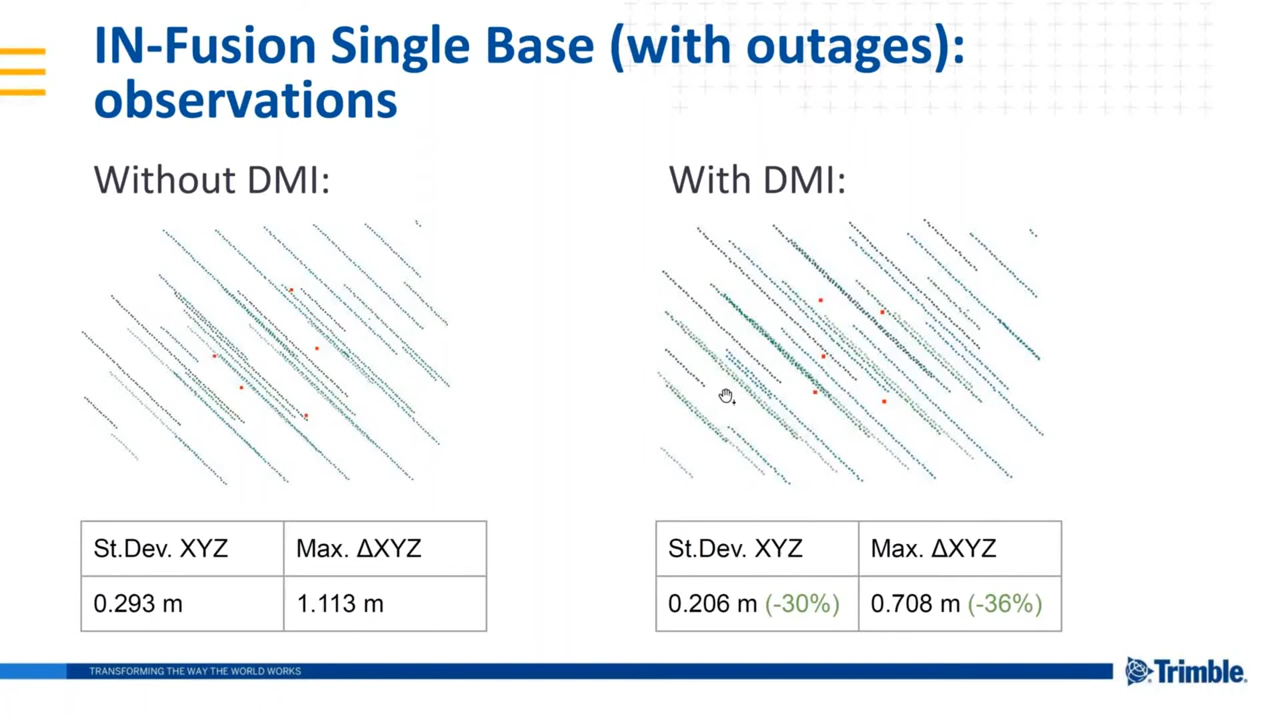 IN-Fusion Single Base (with outages):
observations
Without DMI:
With DMI:
St.Dev. XYZ
Max. ΔXYZ
0.293 m
1.113 m
St.Dev. XYZ
Max. ΔXYZ
0.206 m (-30%)
0.708 m (-36%)
TRANSFORMING THE WAY THE WORLD WORKS
Trimble.